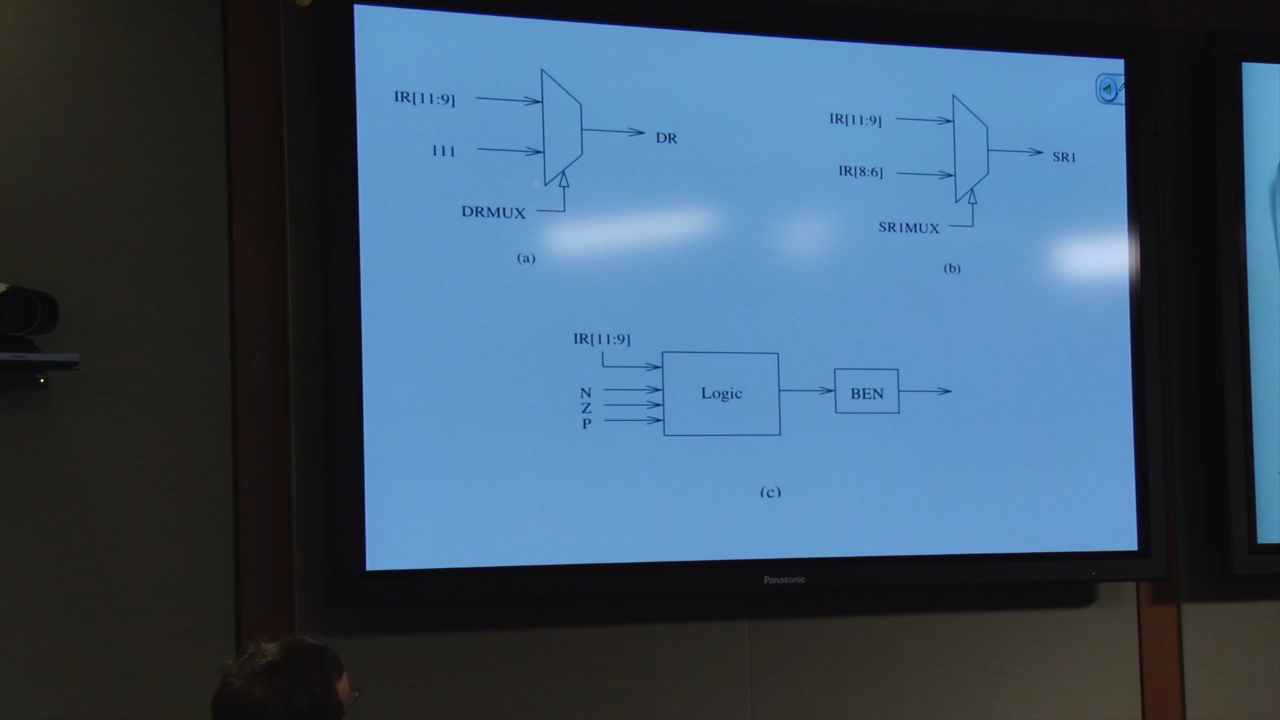 IR[11:9]
111
DR
DRMUX
(a)
IR[11:9]
IR[8:6]
SR1
SR1MUX
(b)
IR[11:9]
N
Z
P
Logic
BEN
(c)
Panasonic